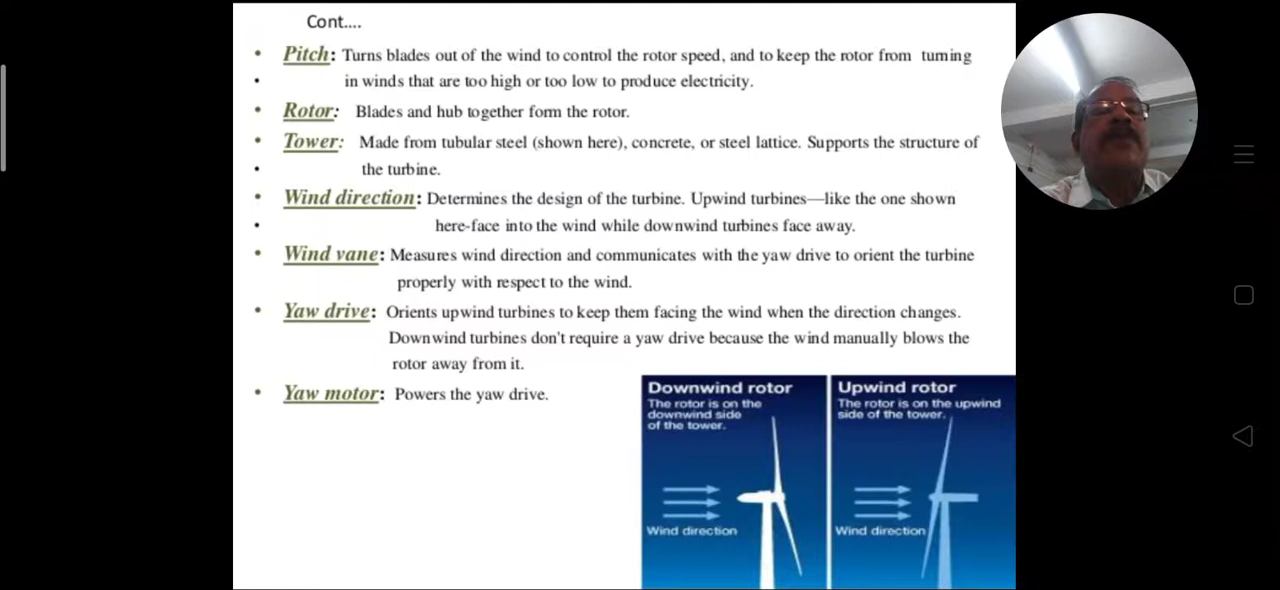 Cont....
• Pitch: Turns blades out of the wind to control the rotor speed, and to keep the rotor from turning
• in winds that are too high or too low to produce electricity.
• Rotor: Blades and hub together form the rotor.
• Tower: Made from tubular steel (shown here), concrete, or steel lattice. Supports the structure of
• the turbine.
• Wind direction: Determines the design of the turbine. Upwind turbines—like the one shown
• here-face into the wind while downwind turbines face away.
• Wind vane: Measures wind direction and communicates with the yaw drive to orient the turbine
properly with respect to the wind.
• Yaw drive: Orients upwind turbines to keep them facing the wind when the direction changes.
Downwind turbines don't require a yaw drive because the wind manually blows the
rotor away from it.
• Yaw motor: Powers the yaw drive.
Downwind rotor
The rotor is on the
downwind side
of the tower.
Wind direction
Upwind rotor
The rotor is on the upwind
side of the tower.
Wind direction